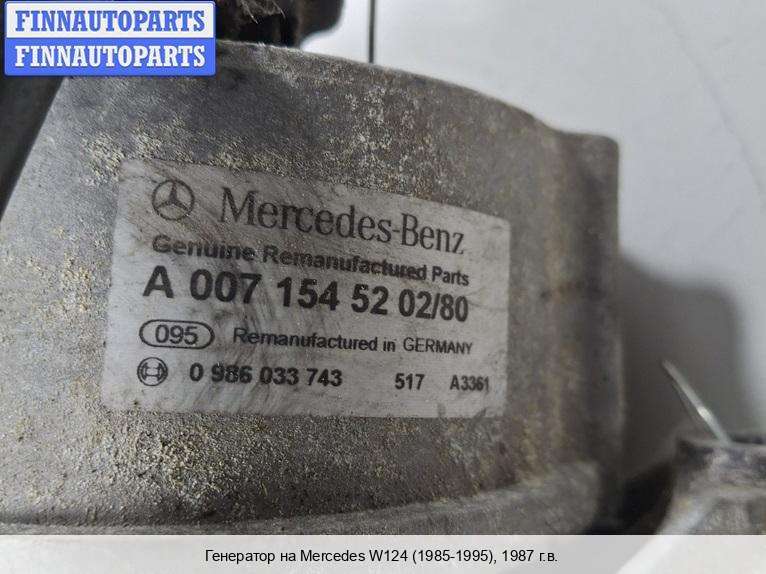 FINNAUTOPARTS
FINNAUTOPARTS
Mercedes-Benz
Genuine Remanufactured Parts
A 007 154 52 02/80
095 Remanufactured in GERMANY
0 986 033 743 517 A3361
Генератор на Mercedes W124 (1985-1995), 1987 г.в.